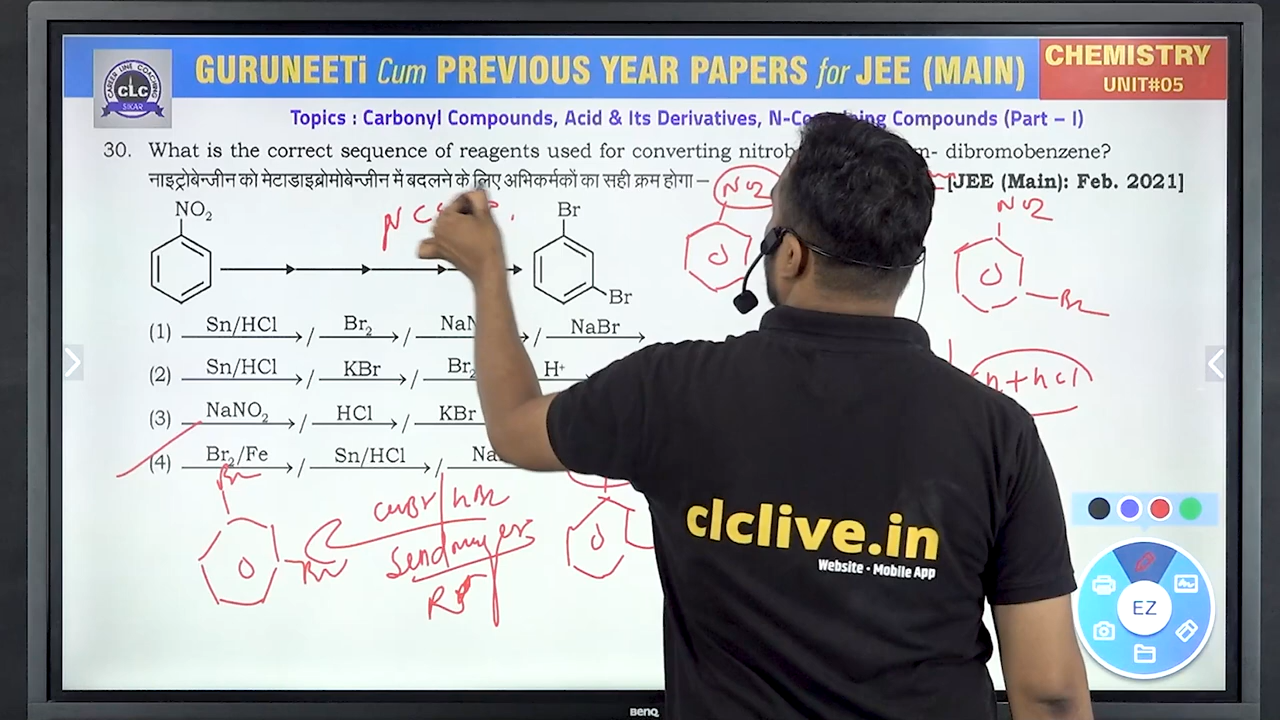 GURUNEETi Cum PREVIOUS YEAR PAPERS for JEE (MAIN)
CHEMISTRY
UNIT#05
CAREER LINE COACHING
CLC
SIKAR
Topics : Carbonyl Compounds, Acid & Its Derivatives, N-Co ing Compounds (Part – I)
30. What is the correct sequence of reagents used for converting nitrob m- dibromobenzene?
नाइट्रोबेन्जीन को मेटाडाइब्रोमोबेन्जीन में बदलने के लिए अभिकर्मकों का सही क्रम होगा –
[JEE (Main): Feb. 2021]
NO2
NO2
NO₂
Br
Br
Br
(1) Sn/HCl / Br₂ / NaN / NaBr
(2) Sn/HCl / KBr / Br₂ H⁺
(3) NaNO₂ / HCl / KBr
n+HCl
(4) Br₂/Fe / Sn/HCl / Na
Br
Br
CuBr/HBr
Sendmayers
Rx
clclive.in
Website • Mobile App
EZ
BenQ